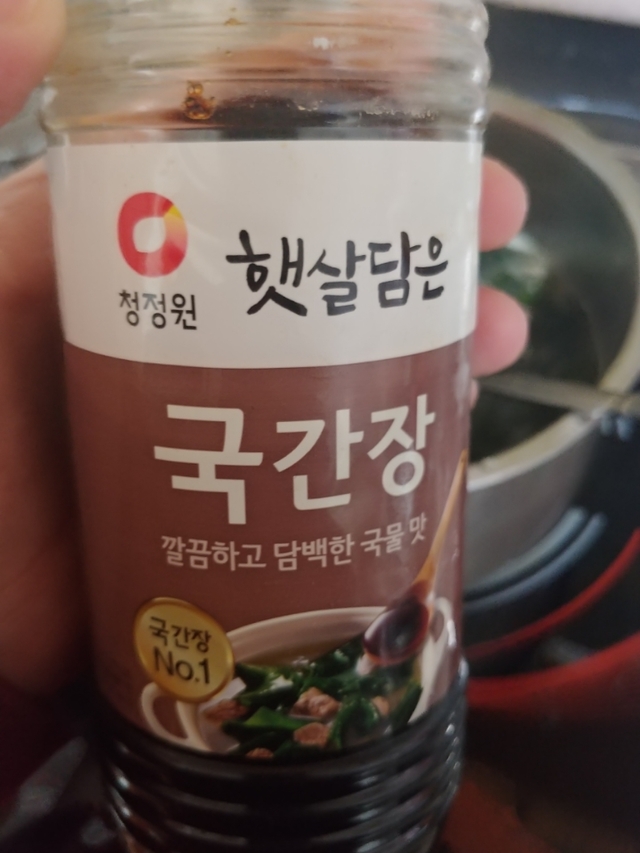 청정원
햇살담은
국간장
깔끔하고 담백한 국물 맛
국간장
No.1